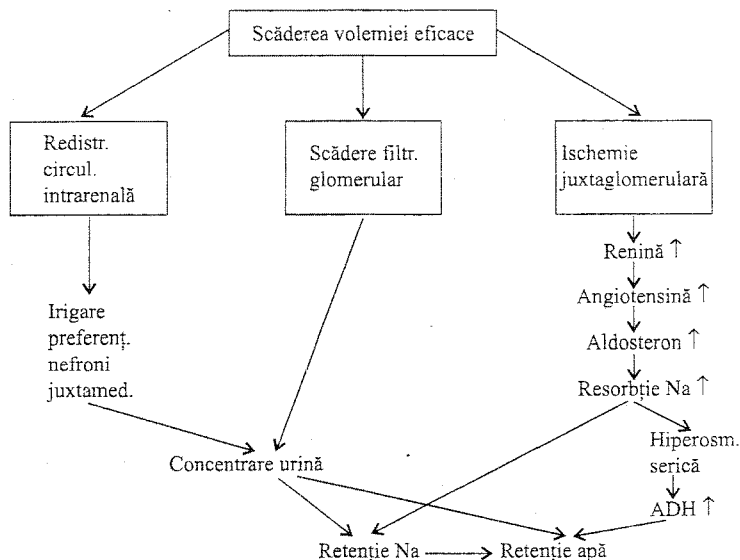 Scăderea volemiei eficace
Redistr.
circul.
intrarenală
Scădere filtr.
glomerular
Ischemie
juxtaglomerulară
Renină ↑
Angiotensină ↑
Aldosteron ↑
Resorbție Na ↑
Irigare
preferenț.
nefroni
juxtamed.
Hiperosm.
serică
ADH ↑
Concentrare urină
Retenție Na
Retenție apă